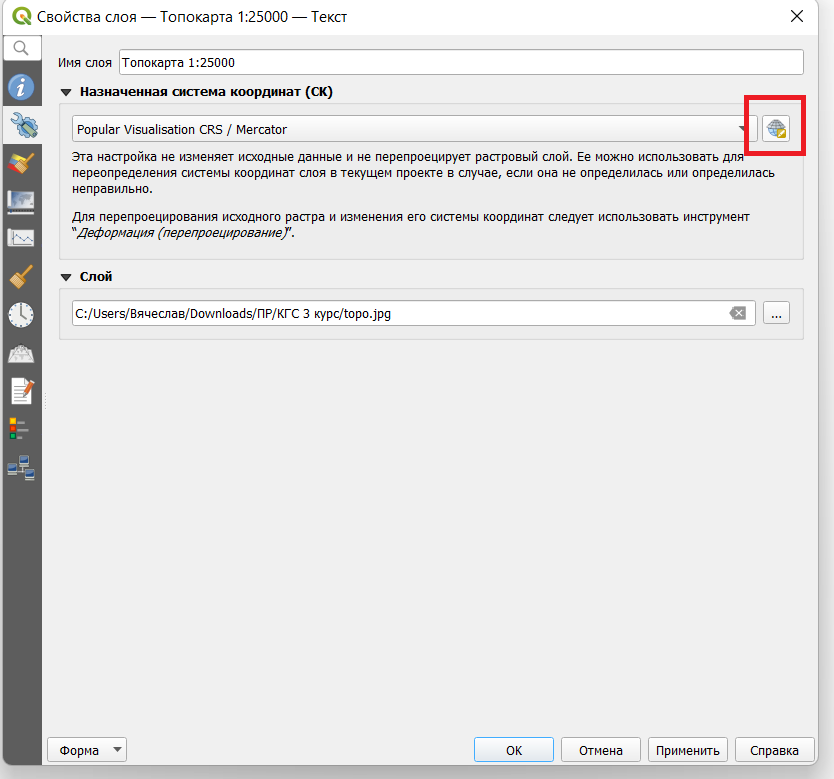 Свойства слоя — Топокарта 1:25000 — Текст
Имя слоя Топокарта 1:25000
Назначенная система координат (СК)
Popular Visualisation CRS / Mercator
Эта настройка не изменяет исходные данные и не перепроецирует растровый слой. Ее можно использовать для
переопределения системы координат слоя в текущем проекте в случае, если она не определилась или определилась
неправильно.
Для перепроецирования исходного растра и изменения его системы координат следует использовать инструмент
“Деформация (перепроецирование)”.
Слой
C:/Users/Вячеслав/Downloads/ПР/КГС 3 курс/topo.jpg ...
Форма OK Отмена Применить Справка